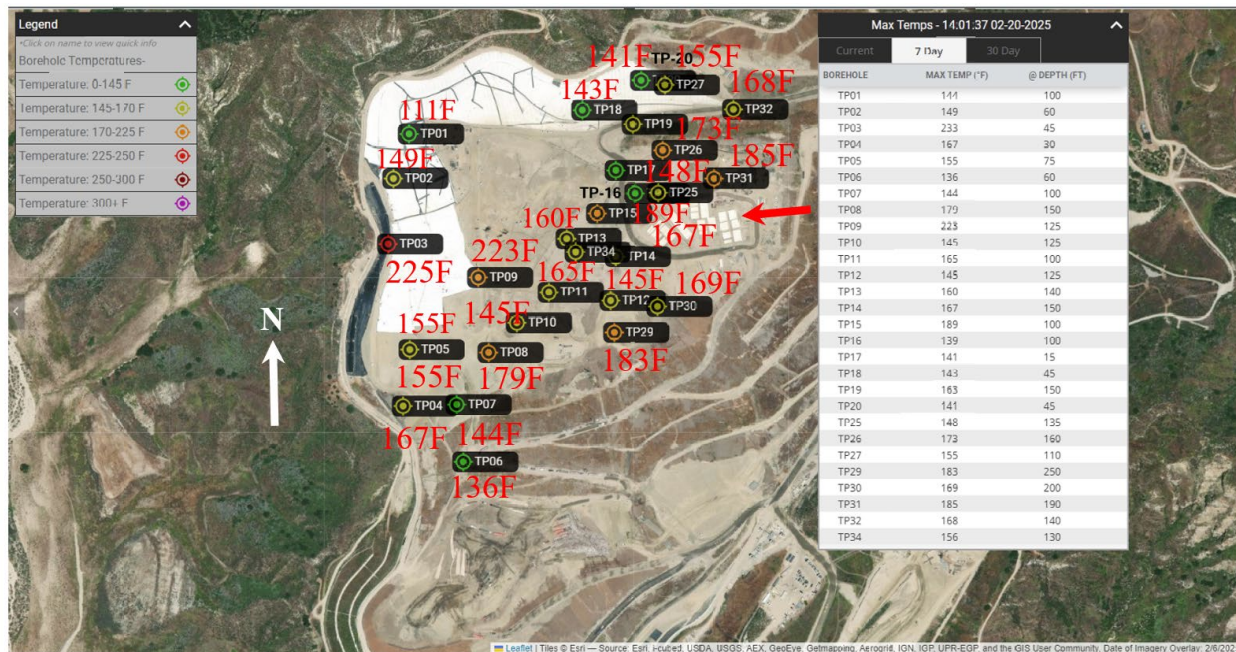 Legend
*Click on name to view quick info
Borehole Temperatures-
Temperature: 0-145 F
Temperature: 145-170 F
Temperature: 170-225 F
Temperature: 225-250 F
Temperature: 250-300 F
Temperature: 300+ F
141F
TP-20
155F
TP27
168F
143F
TP18
TP32
111F
TP19
173F
TP01
TP26
185F
149F
TP17
148F
TP31
TP02
TP-16
TP25
TP15
189F
160F
TP13
167F
TP03
TP34
TP14
225F
223F
TP09
165F
145F
169F
TP11
TP12
TP30
N
145F
TP10
155F
TP29
TP05
TP08
183F
155F
179F
TP04
TP07
167F
144F
TP06
136F
Max Temps - 14.01:37 02-20-2025
Current 7 Day 30 Day
BOREHOLE MAX TEMP (°F) @ DEPTH (FT)
TP01 144 100
TP02 149 60
TP03 233 45
TP04 167 30
TP05 155 75
TP06 136 60
TP07 144 100
TP08 179 150
TP09 223 125
TP10 145 125
TP11 165 100
TP12 145 125
TP13 160 140
TP14 167 150
TP15 189 100
TP16 139 100
TP17 141 15
TP18 143 45
TP19 163 150
TP20 141 45
TP25 148 135
TP26 173 160
TP27 155 110
TP29 183 250
TP30 169 200
TP31 185 190
TP32 168 140
TP34 156 130
Leaflet | Tiles © Esri — Source: Esri, i-cubed, USDA, USGS, AEX, GeoEye, Getmapping, Aerogrid, IGN, IGP, UPR-EGP, and the GIS User Community, Date of Imagery Overlay: 2/6/202